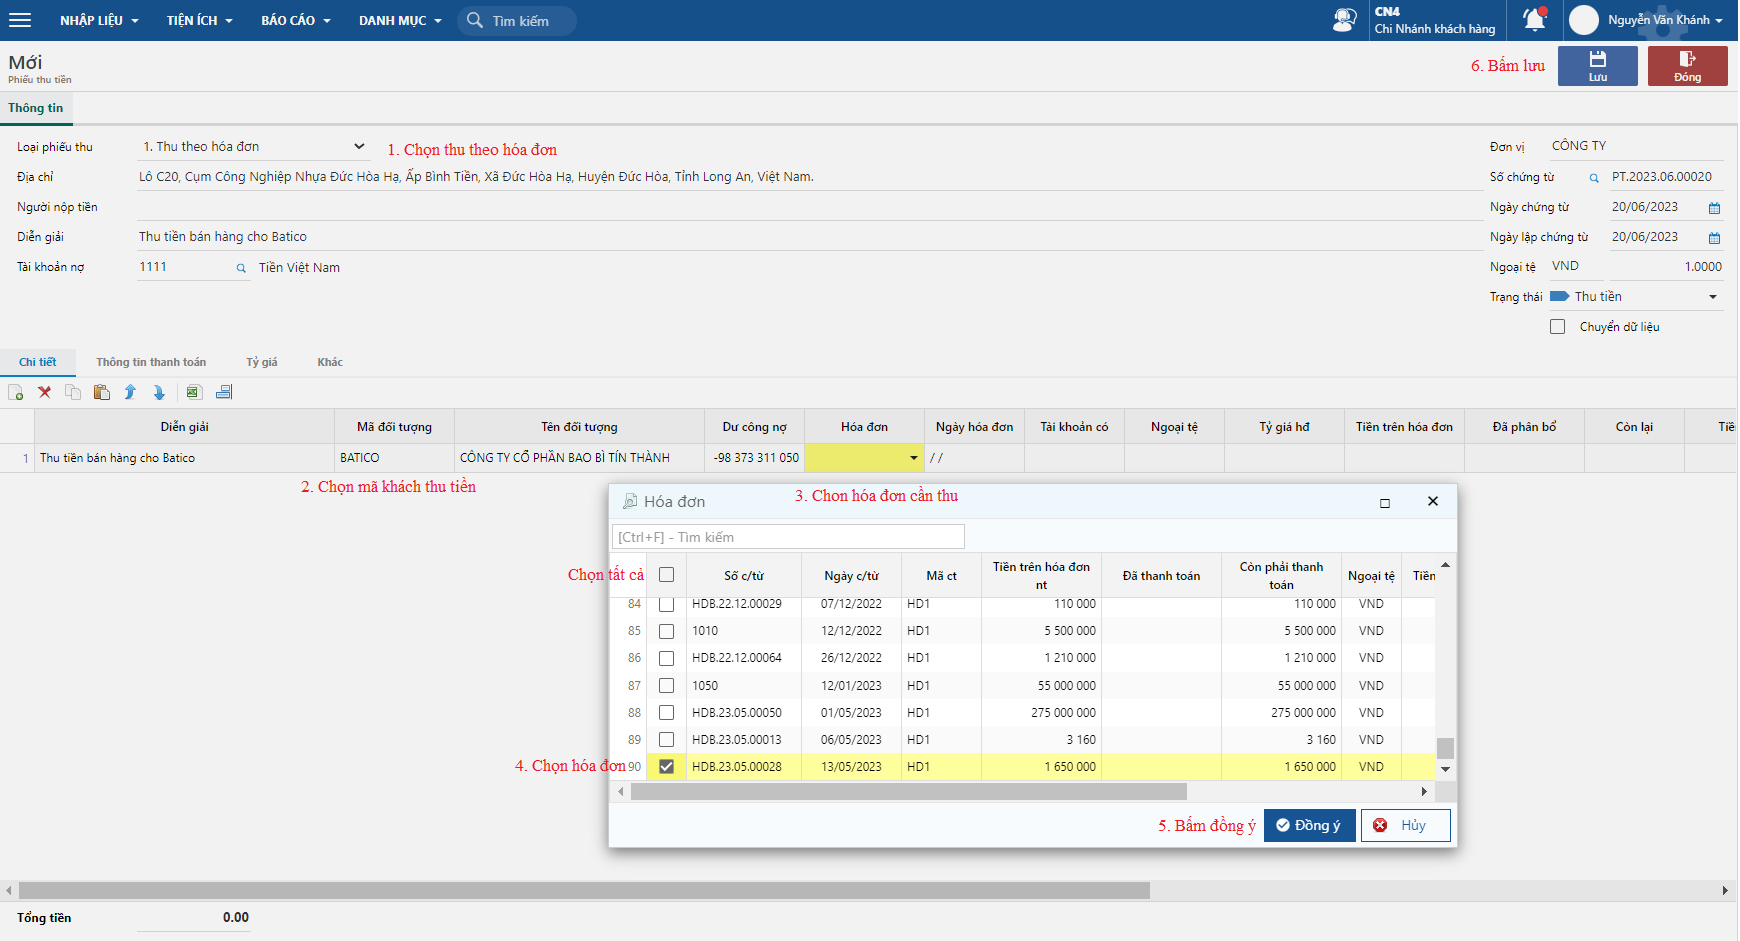 NHẬP LIỆU TIỆN ÍCH BÁO CÁO DANH MỤC Tìm kiếm CN4
Chi Nhánh khách hàng Nguyễn Văn Khánh
Mới
Phiếu thu tiền
6. Bấm lưu Lưu Đóng
Thông tin
Loại phiếu thu 1. Thu theo hóa đơn 1. Chọn thu theo hóa đơn Đơn vị CÔNG TY
Địa chỉ Lô C20, Cụm Công Nghiệp Nhựa Đức Hòa Hạ, Ấp Bình Tiền, Xã Đức Hòa Hạ, Huyện Đức Hòa, Tỉnh Long An, Việt Nam. Số chứng từ PT.2023.06.00020
Người nộp tiền Ngày chứng từ 20/06/2023
Diễn giải Thu tiền bán hàng cho Batico Ngày lập chứng từ 20/06/2023
Tài khoản nợ 1111 Tiền Việt Nam Ngoại tệ VND 1.0000
Trạng thái Thu tiền
Chuyển dữ liệu
Chi tiết Thông tin thanh toán Tỷ giá Khác
Diễn giải Mã đối tượng Tên đối tượng Dư công nợ Hóa đơn Ngày hóa đơn Tài khoản có Ngoại tệ Tỷ giá hđ Tiền trên hóa đơn Đã phân bổ Còn lại Tiề
1 Thu tiền bán hàng cho Batico BATICO CÔNG TY CỔ PHẦN BAO BÌ TÍN THÀNH -98 373 311 050 / /
2. Chọn mã khách thu tiền
Hóa đơn 3. Chon hóa đơn cần thu
[Ctrl+F] - Tìm kiếm
Chọn tất cả Số c/từ Ngày c/từ Mã ct Tiền trên hóa đơn nt Đã thanh toán Còn phải thanh toán Ngoại tệ Tiền
84 HDB.22.12.00029 07/12/2022 HD1 110 000 110 000 VND
85 1010 12/12/2022 HD1 5 500 000 5 500 000 VND
86 HDB.22.12.00064 26/12/2022 HD1 1 210 000 1 210 000 VND
87 1050 12/01/2023 HD1 55 000 000 55 000 000 VND
88 HDB.23.05.00050 01/05/2023 HD1 275 000 000 275 000 000 VND
89 HDB.23.05.00013 06/05/2023 HD1 3 160 3 160 VND
4. Chọn hóa đơn 90 HDB.23.05.00028 13/05/2023 HD1 1 650 000 1 650 000 VND
5. Bấm đồng ý Đồng ý Hủy
Tổng tiền 0.00